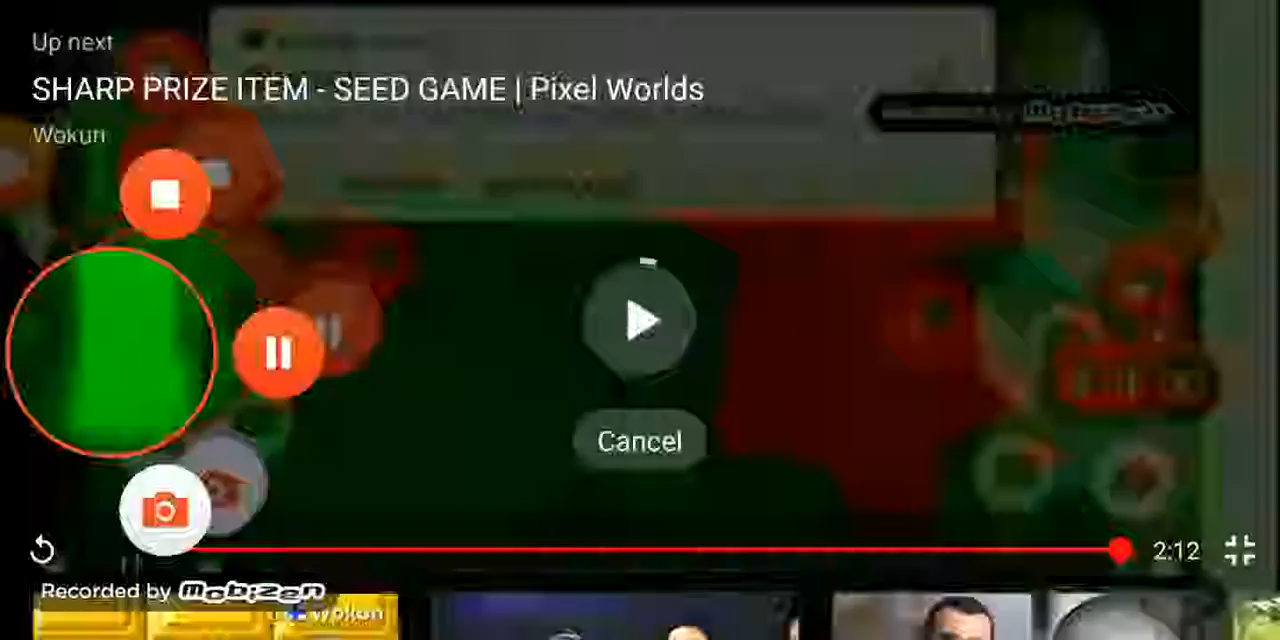 Up next
SHARP PRIZE ITEM - SEED GAME | Pixel Worlds
Wokun
Cancel
2:12
Recorded by Mobizen